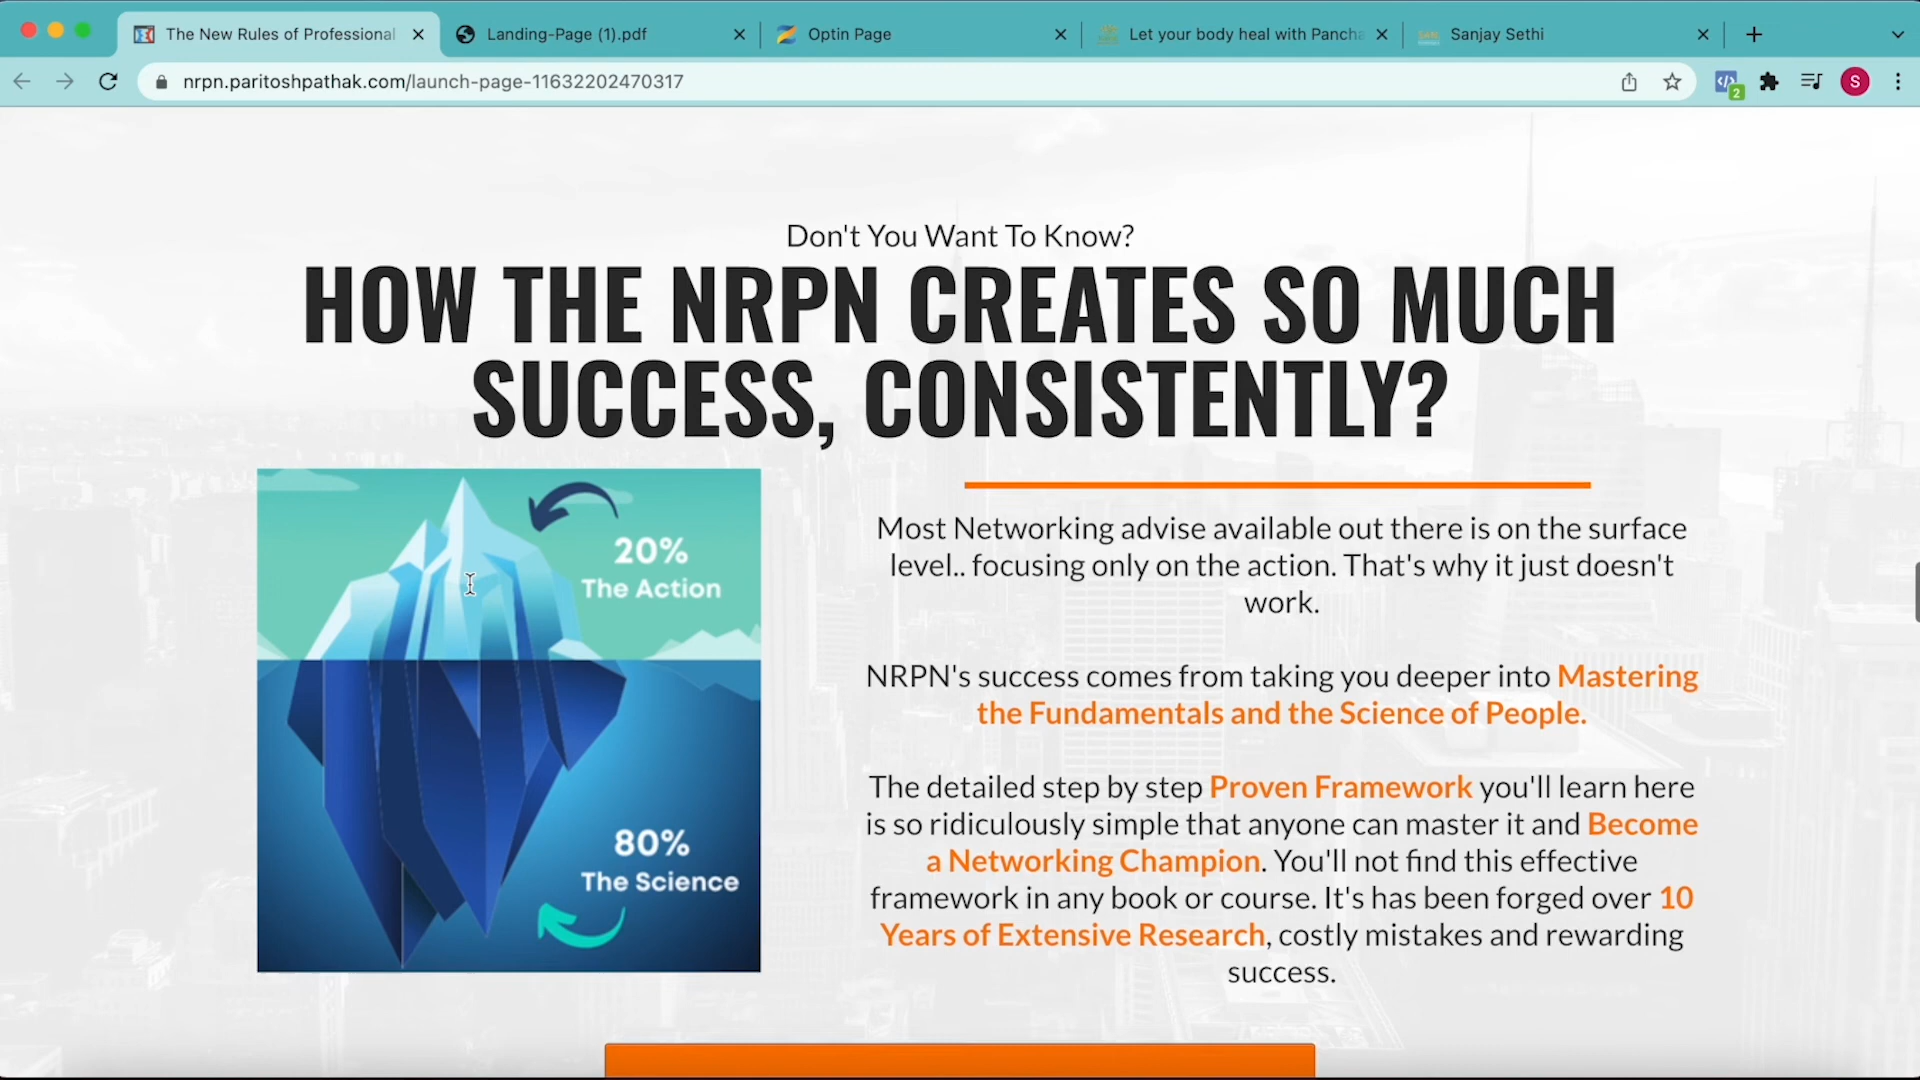 The New Rules of Professional
Landing-Page (1).pdf
Optin Page
Let your body heal with Pancha
Sanjay Sethi
nrpn.paritoshpathak.com/launch-page-11632202470317
2
S
Don't You Want To Know?
HOW THE NRPN CREATES SO MUCH
SUCCESS, CONSISTENTLY?
20%
The Action
80%
The Science
Most Networking advise available out there is on the surface
level.. focusing only on the action. That's why it just doesn't
work.
NRPN's success comes from taking you deeper into Mastering
the Fundamentals and the Science of People.
The detailed step by step Proven Framework you'll learn here
is so ridiculously simple that anyone can master it and Become
a Networking Champion. You'll not find this effective
framework in any book or course. It's has been forged over 10
Years of Extensive Research, costly mistakes and rewarding
success.